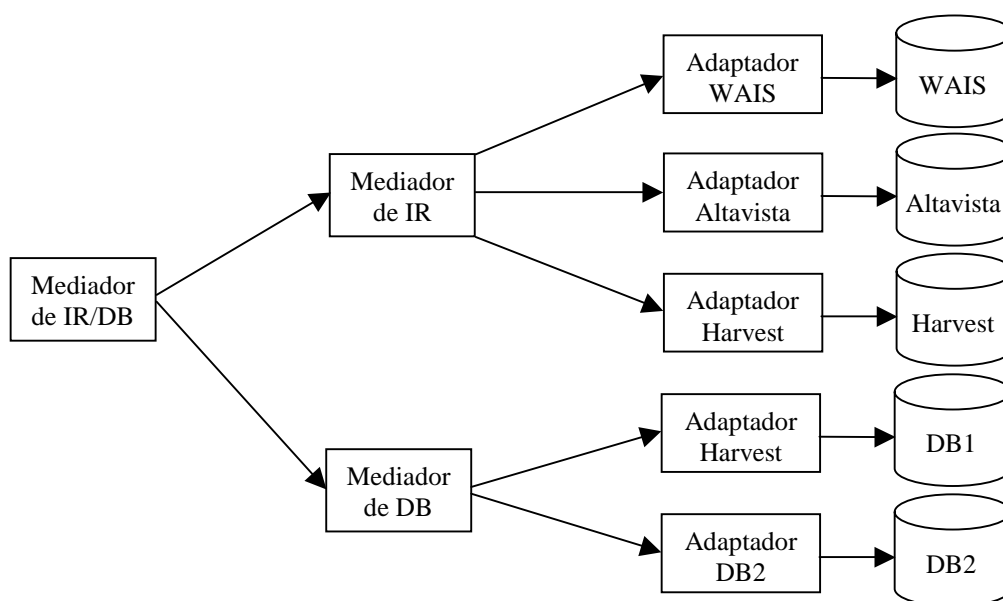 Adaptador
WAIS
WAIS
Mediador
de IR
Adaptador
Altavista
Altavista
Mediador
de IR/DB
Adaptador
Harvest
Harvest
Adaptador
Harvest
DB1
Mediador
de DB
Adaptador
DB2
DB2